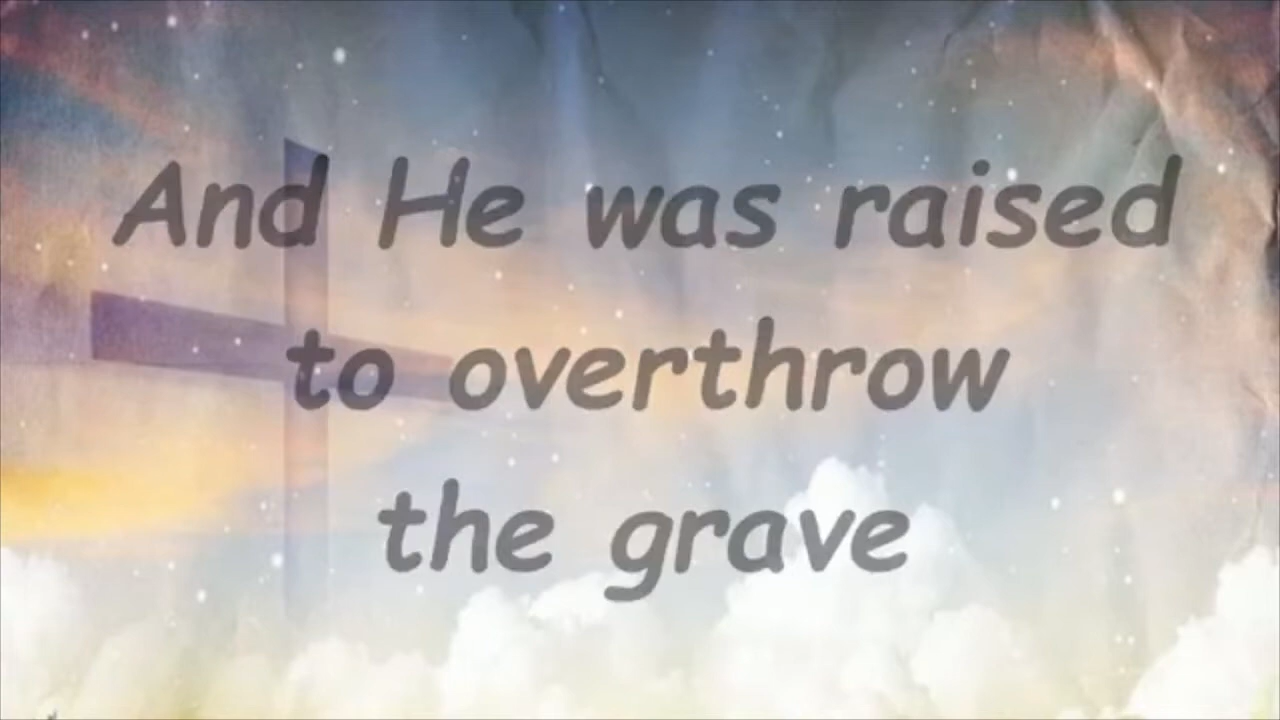 And He was raised
to overthrow
the grave